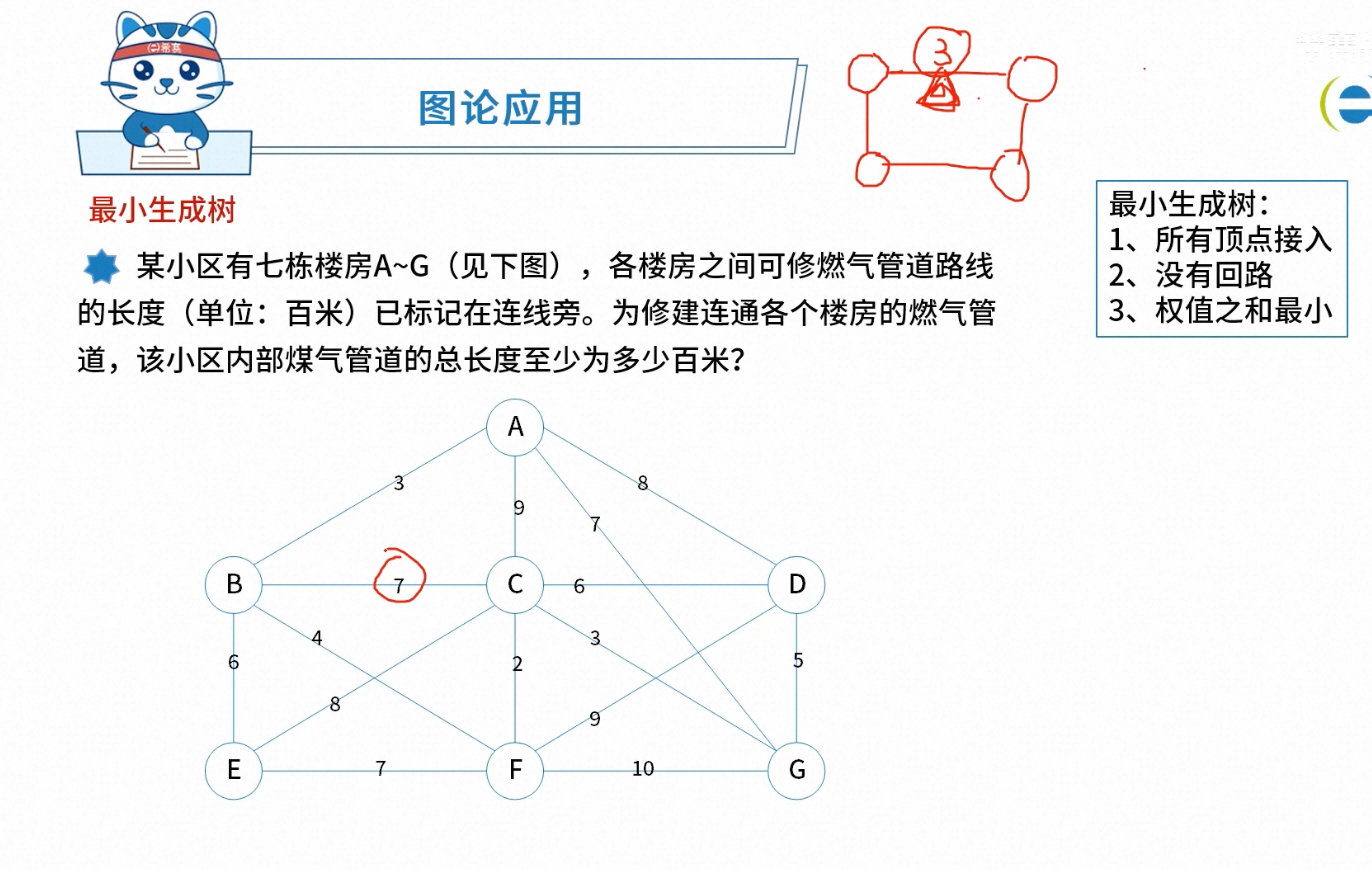 图论应用
3
最小生成树
某小区有七栋楼房A~G（见下图），各楼房之间可修燃气管道路线
的长度（单位：百米）已标记在连线旁。为修建连通各个楼房的燃气管
道，该小区内部煤气管道的总长度至少为多少百米？
最小生成树：
1、所有顶点接入
2、没有回路
3、权值之和最小
A
3
8
9
7
B
7
C
6
D
4
3
6
2
5
8
9
E
7
F
10
G